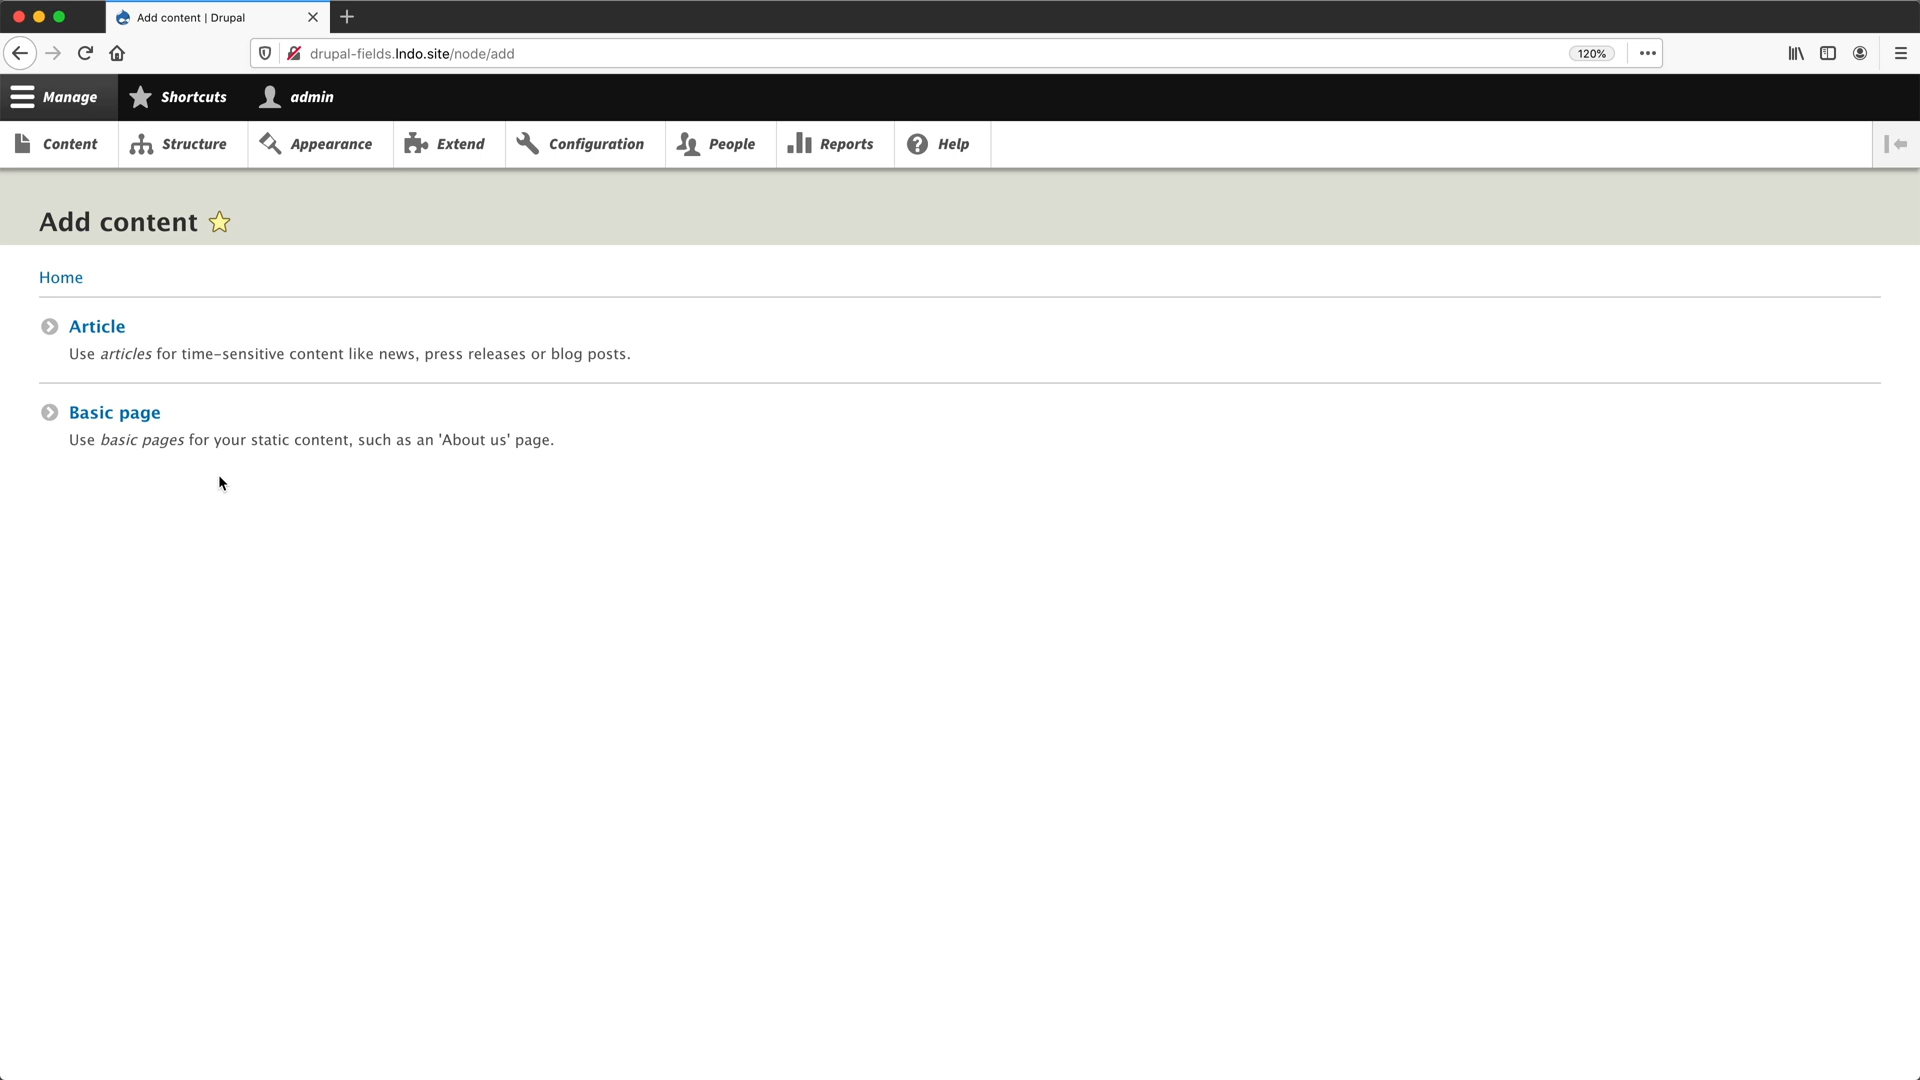 Add content | Drupal
drupal-fields.lndo.site/node/add
120%
Manage
Shortcuts
admin
Content
Structure
Appearance
Extend
Configuration
People
Reports
Help
Add content
Home
Article
Use articles for time-sensitive content like news, press releases or blog posts.
Basic page
Use basic pages for your static content, such as an 'About us' page.